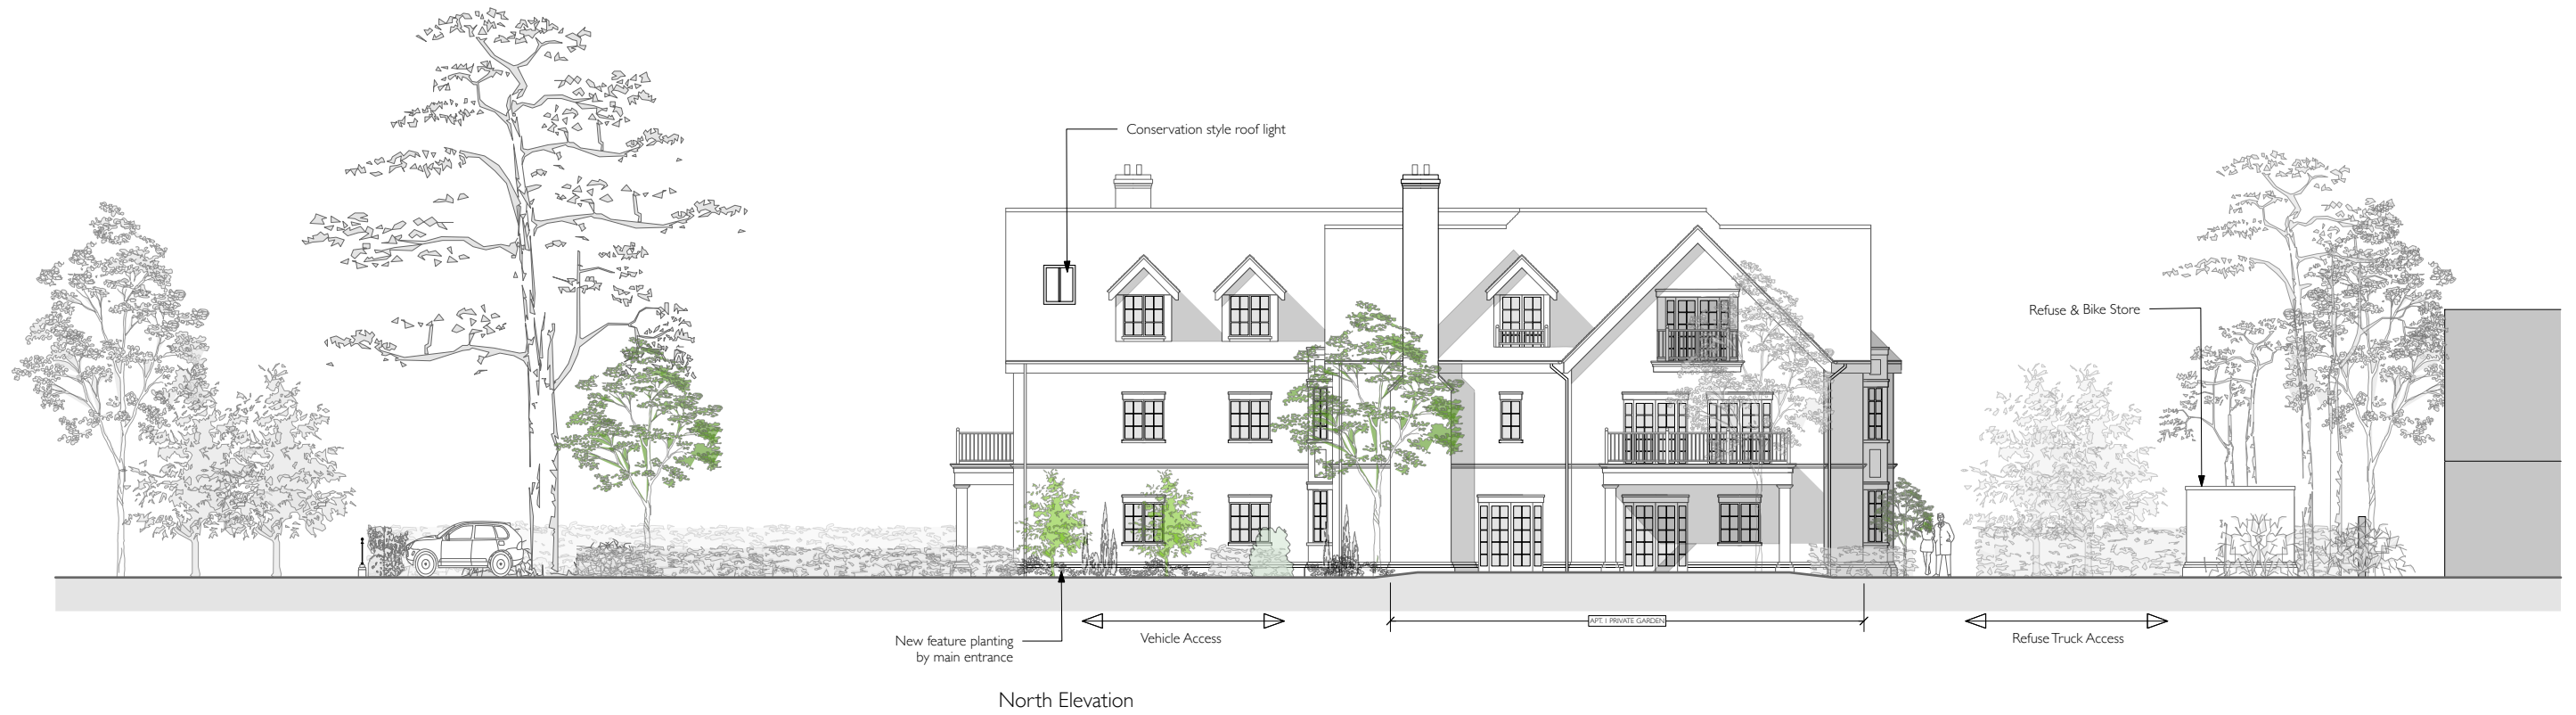 Conservation style roof light
Refuse & Bike Store
New feature planting
by main entrance
Vehicle Access
APT. 1 PRIVATE GARDEN
Refuse Truck Access
North Elevation